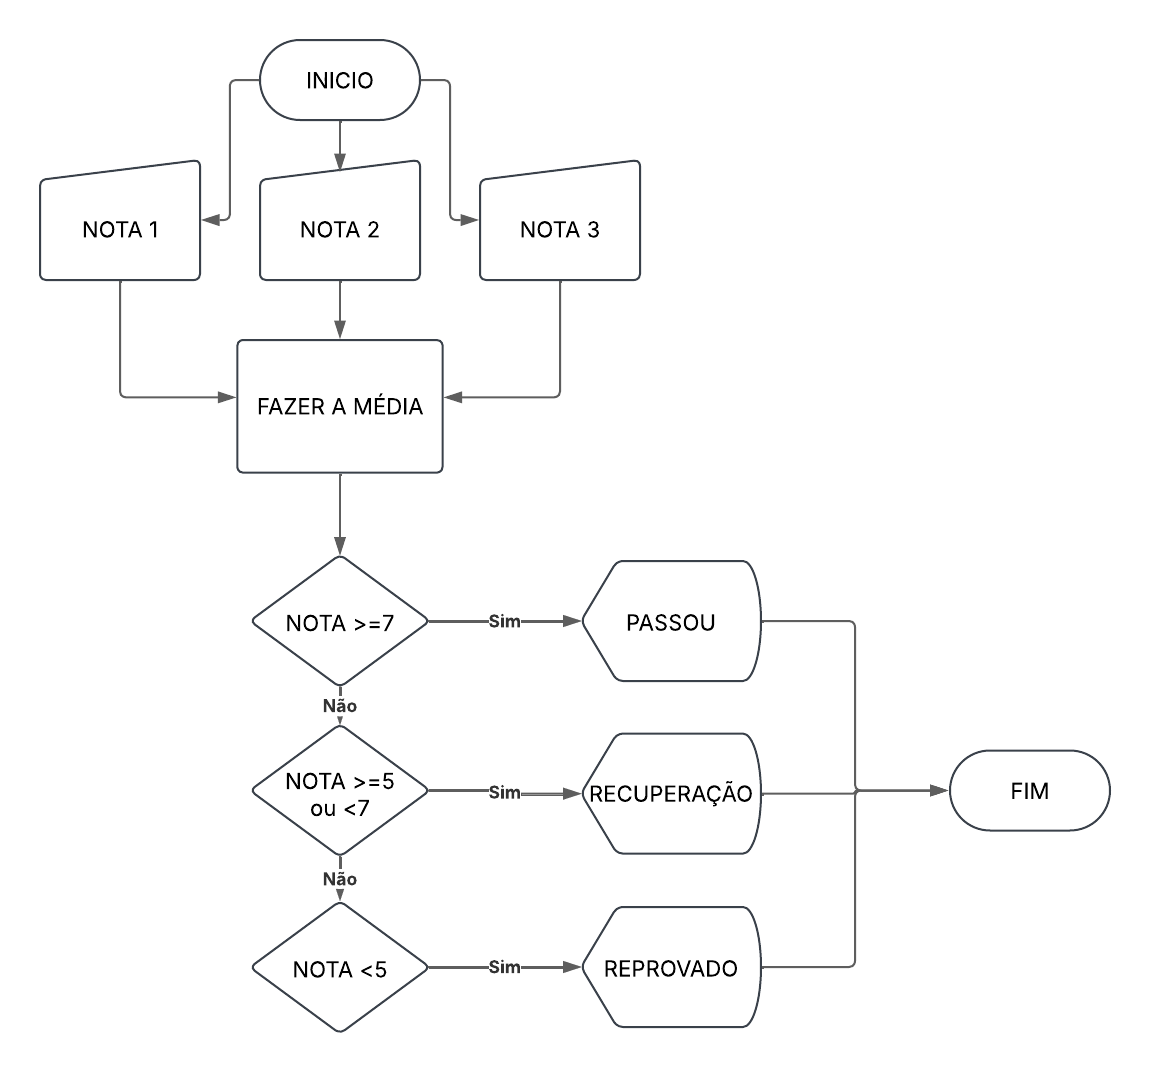 INICIO
NOTA 1
NOTA 2
NOTA 3
FAZER A MÉDIA
NOTA >=7
Sim
PASSOU
Não
NOTA >=5
ou <7
Sim
RECUPERAÇÃO
FIM
Não
NOTA <5
Sim
REPROVADO